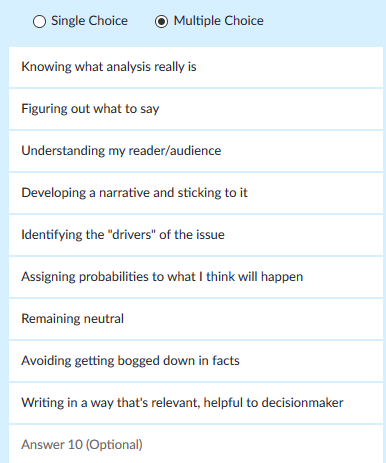 Single Choice Multiple Choice
Knowing what analysis really is
Figuring out what to say
Understanding my reader/audience
Developing a narrative and sticking to it
Identifying the "drivers" of the issue
Assigning probabilities to what I think will happen
Remaining neutral
Avoiding getting bogged down in facts
Writing in a way that's relevant, helpful to decisionmaker
Answer 10 (Optional)